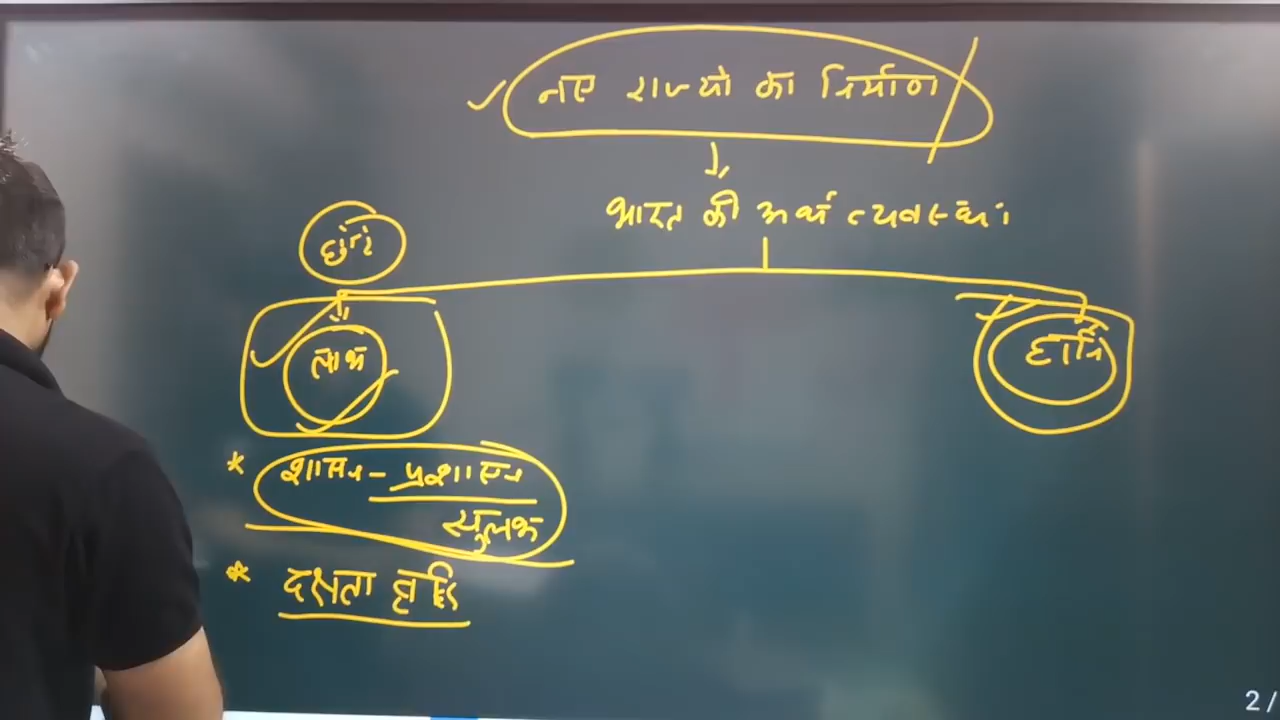 नए राज्यो का निर्माण
भारत की अर्थव्यवस्था
छोटे
लाभ
हानि
* शासन - प्रशासन
सुलभ
* दक्षता वृद्धि
2 /